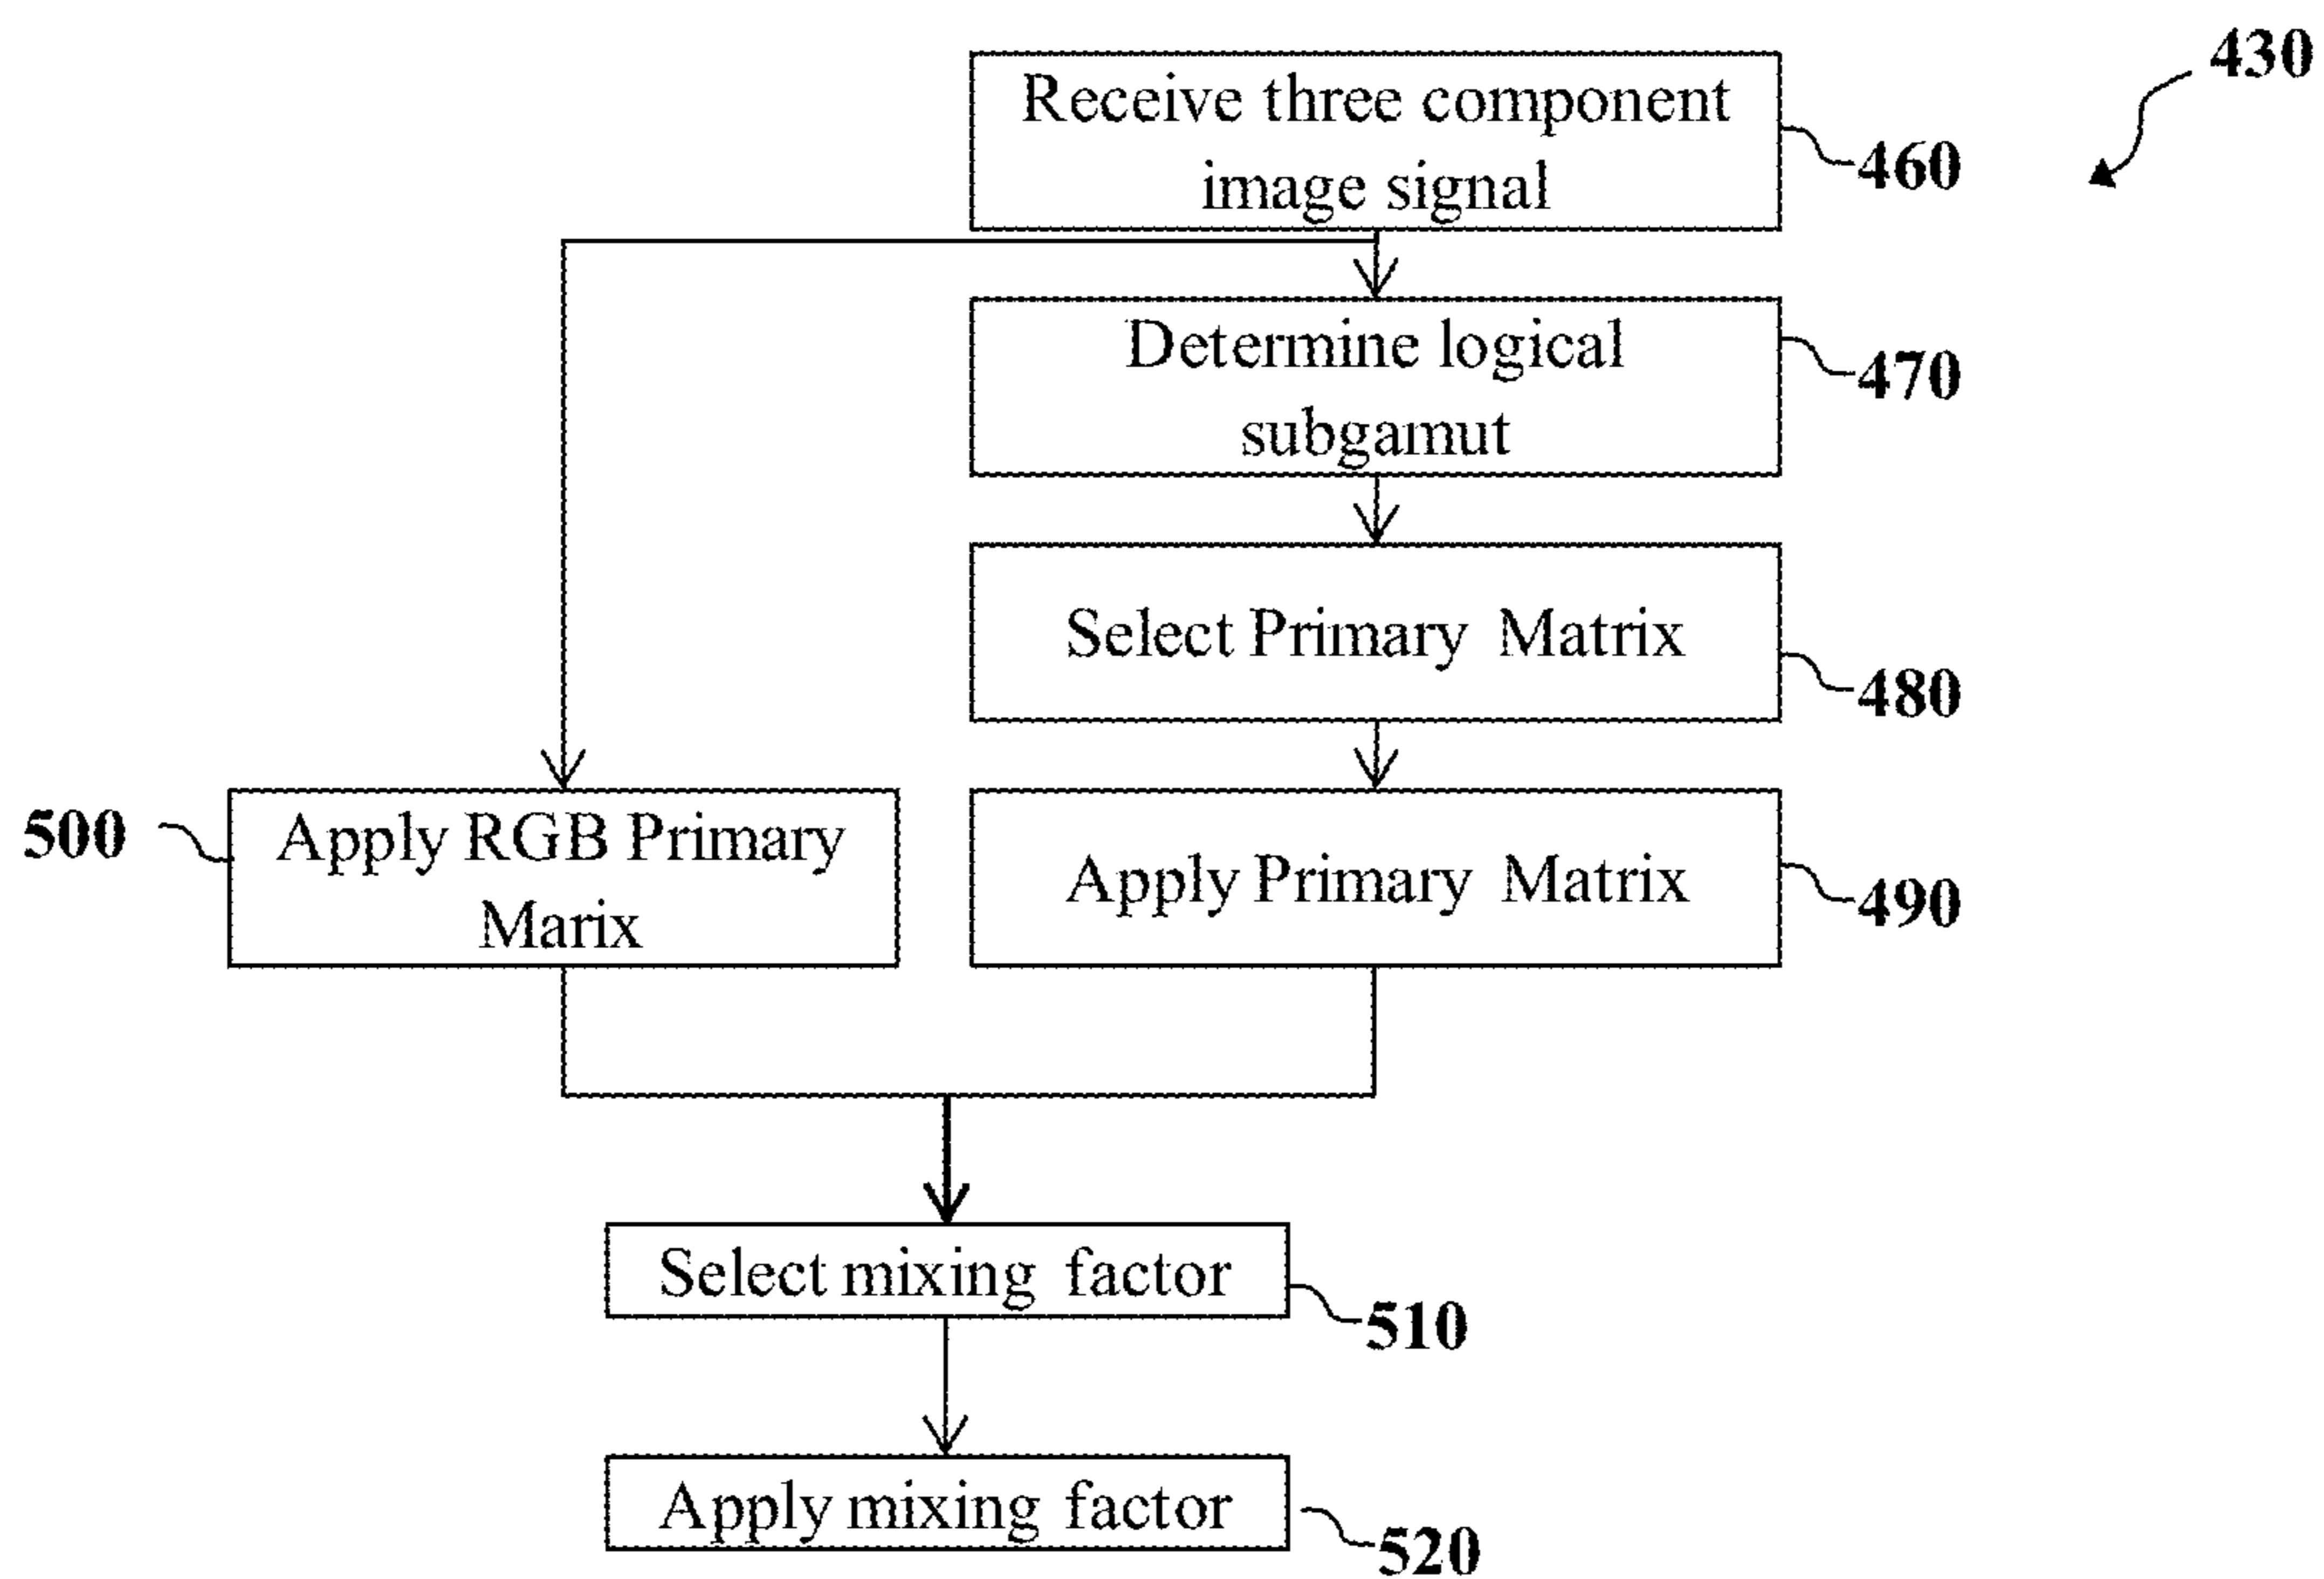 430
Receive three component
image signal
460
Determine logical
subgamut
470
Select Primary Matrix
480
500
Apply RGB Primary
Marix
Apply Primary Matrix
490
Select mixing factor
510
Apply mixing factor
520